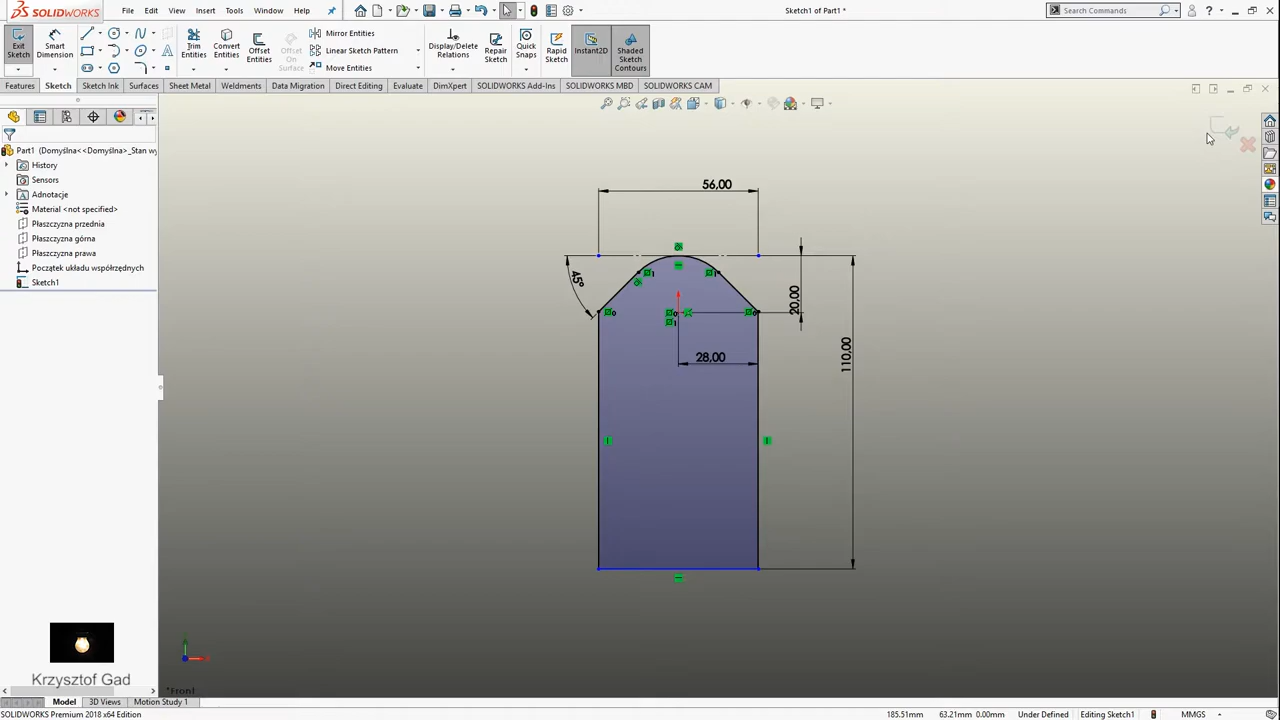 SOLIDWORKS
File
Edit
View
Insert
Tools
Window
Help
Sketch1 of Part1 *
Search Commands
Exit Sketch
Smart Dimension
Trim Entities
Convert Entities
Offset Entities
Offset On Surface
Mirror Entities
Linear Sketch Pattern
Move Entities
Display/Delete Relations
Repair Sketch
Quick Snaps
Rapid Sketch
Instant2D
Shaded Sketch Contours
Features
Sketch
Sketch Ink
Surfaces
Sheet Metal
Weldments
Data Migration
Direct Editing
Evaluate
DimXpert
SOLIDWORKS Add-Ins
SOLIDWORKS MBD
SOLIDWORKS CAM
Part1 (Domyślna<<Domyślna>_Stan wy
History
Sensors
Adnotacje
Material <not specified>
Płaszczyzna przednia
Płaszczyzna górna
Płaszczyzna prawa
Początek układu współrzędnych
Sketch1
56,00
45°
20,00
28,00
110,00
Krzysztof Gad
*Front
Model
3D Views
Motion Study 1
SOLIDWORKS Premium 2018 x64 Edition
185.51mm
63.21mm 0.00mm
Under Defined
Editing Sketch1
MMGS